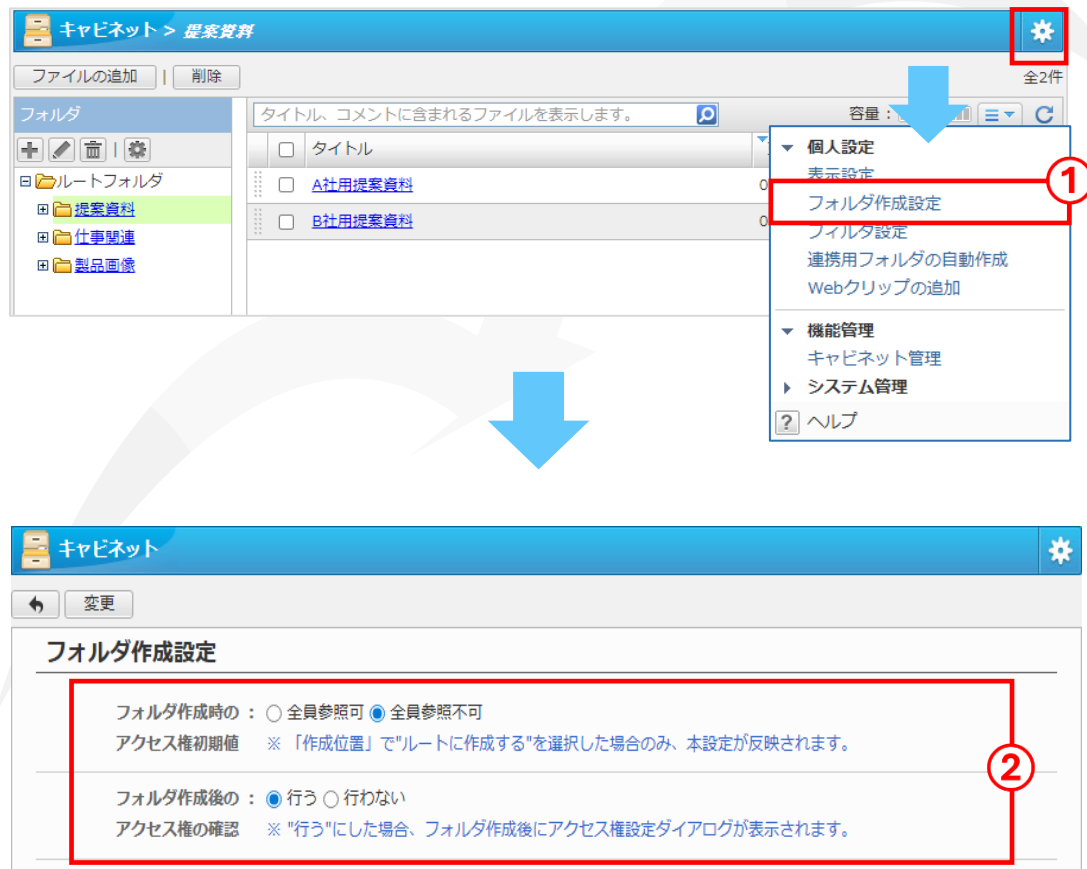 キャビネット > 提案資料
ファイルの追加 | 削除
全2件
フォルダ
タイトル、コメントに含まれるファイルを表示します。
容量：
タイトル
ルートフォルダ
提案資料
仕事関連
製品画像
A社用提案資料
0
B社用提案資料
0
個人設定
表示設定
①
フォルダ作成設定
フィルタ設定
連携用フォルダの自動作成
Webクリップの追加
機能管理
キャビネット管理
システム管理
? ヘルプ
キャビネット
変更
フォルダ作成設定
フォルダ作成時の ： 全員参照可 全員参照不可
アクセス権初期値 ※ 「作成位置」で"ルートに作成する"を選択した場合のみ、本設定が反映されます。
②
フォルダ作成後の ： 行う 行わない
アクセス権の確認 ※ "行う"にした場合、フォルダ作成後にアクセス権設定ダイアログが表示されます。